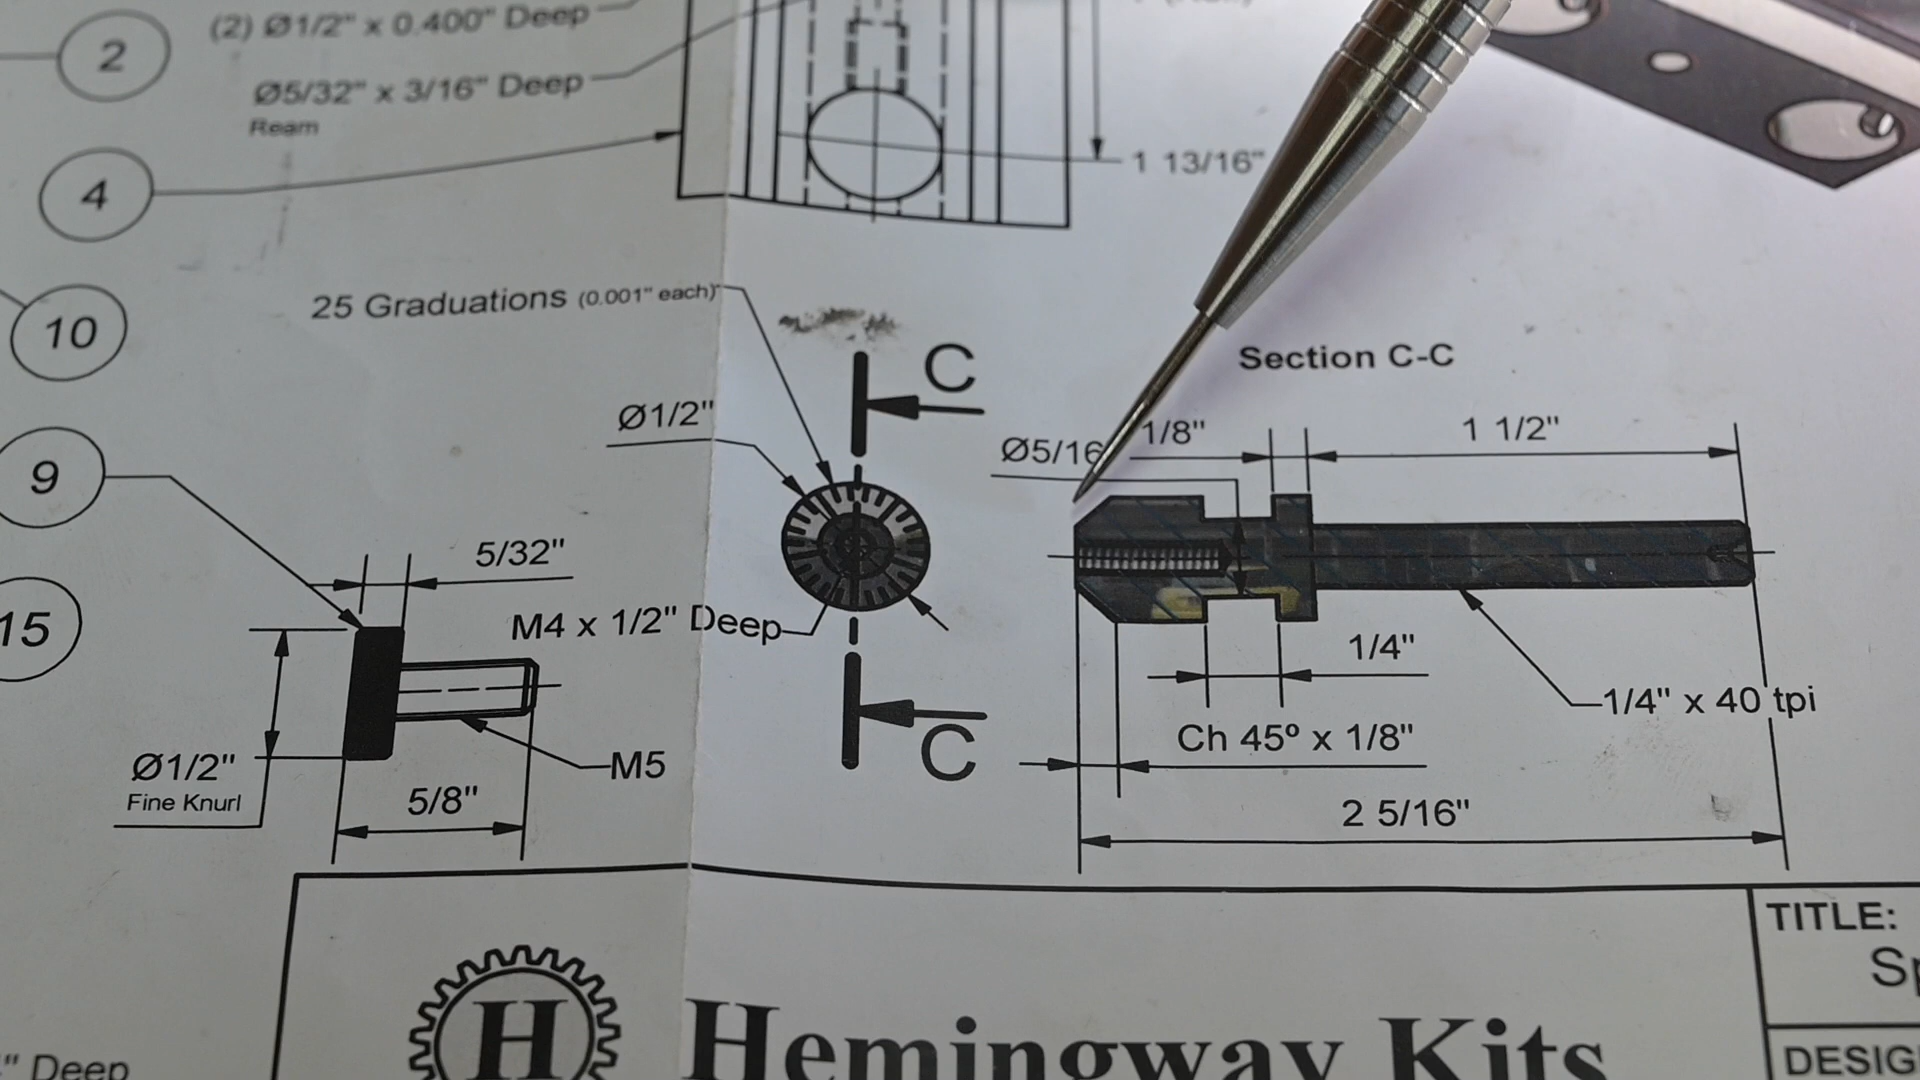 (2) Ø1/2" x 0.400" Deep
2
Ø5/32" x 3/16" Deep
Ream
4
1 13/16"
25 Graduations (0.001" each)
10
C
Section C-C
Ø1/2"
Ø5/16
1/8"
1 1/2"
9
5/32"
M4 x 1/2" Deep
15
1/4"
1/4" x 40 tpi
Ch 45º x 1/8"
C
Ø1/2"
Fine Knurl
M5
5/8"
2 5/16"
TITLE:
H
Hemingway Kits
" Deep